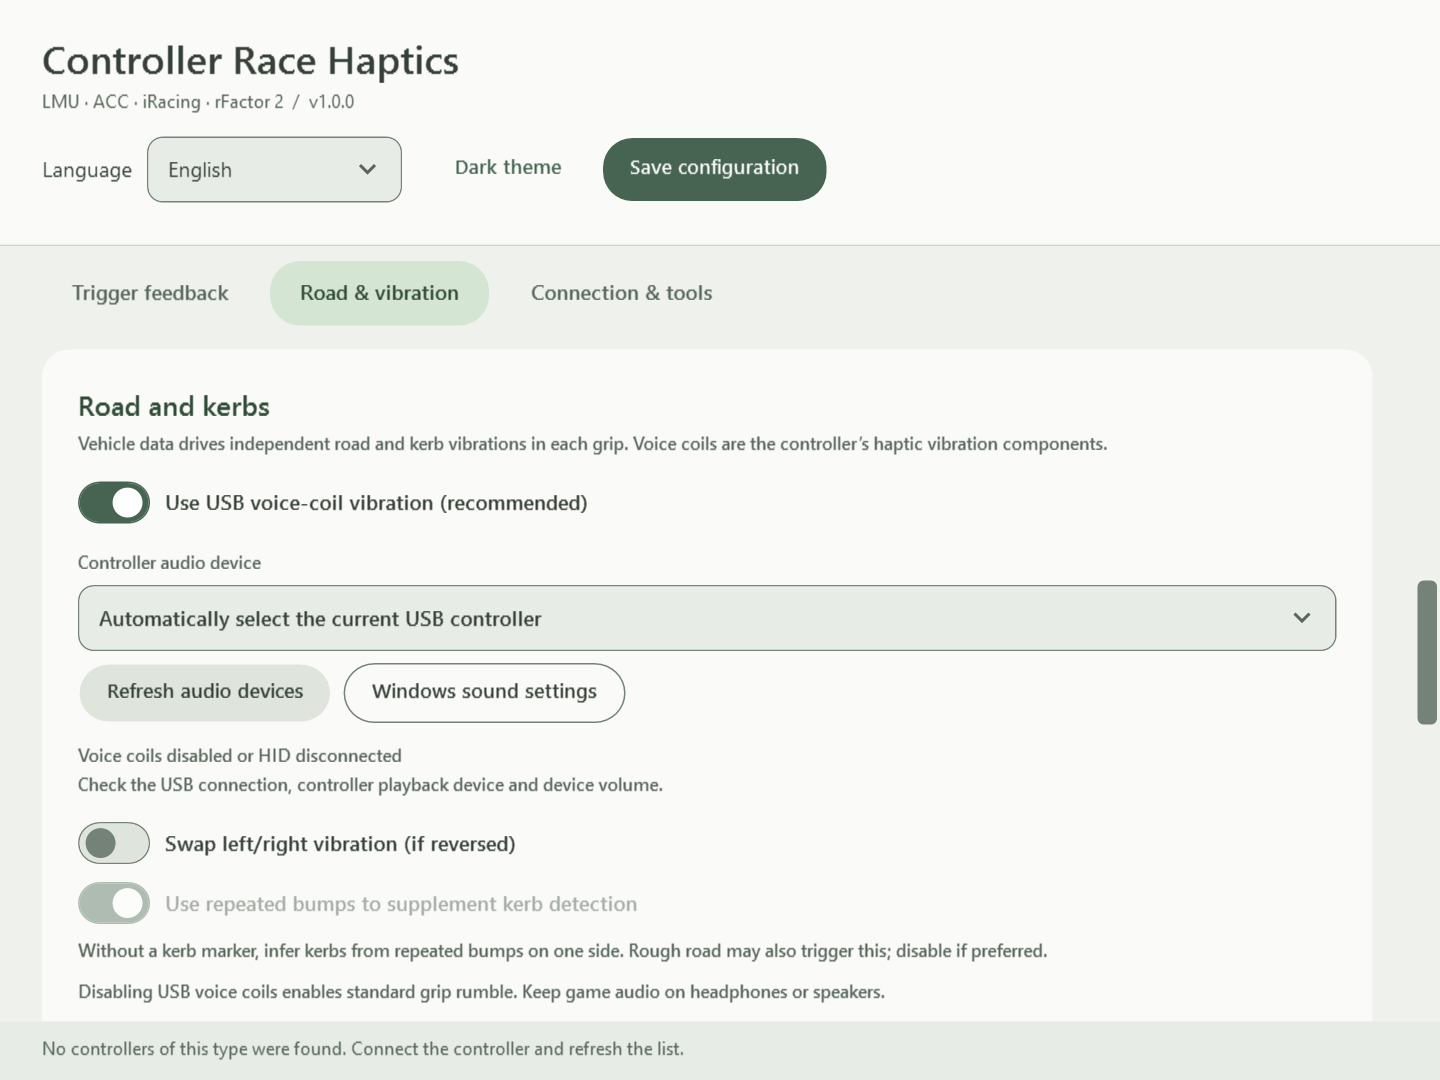 Controller Race Haptics
LMU · ACC · iRacing · rFactor 2 / v1.0.0
Language
English
Dark theme
Save configuration
Trigger feedback
Road & vibration
Connection & tools
Road and kerbs
Vehicle data drives independent road and kerb vibrations in each grip. Voice coils are the controller’s haptic vibration components.
Use USB voice-coil vibration (recommended)
Controller audio device
Automatically select the current USB controller
Refresh audio devices
Windows sound settings
Voice coils disabled or HID disconnected
Check the USB connection, controller playback device and device volume.
Swap left/right vibration (if reversed)
Use repeated bumps to supplement kerb detection
Without a kerb marker, infer kerbs from repeated bumps on one side. Rough road may also trigger this; disable if preferred.
Disabling USB voice coils enables standard grip rumble. Keep game audio on headphones or speakers.
No controllers of this type were found. Connect the controller and refresh the list.